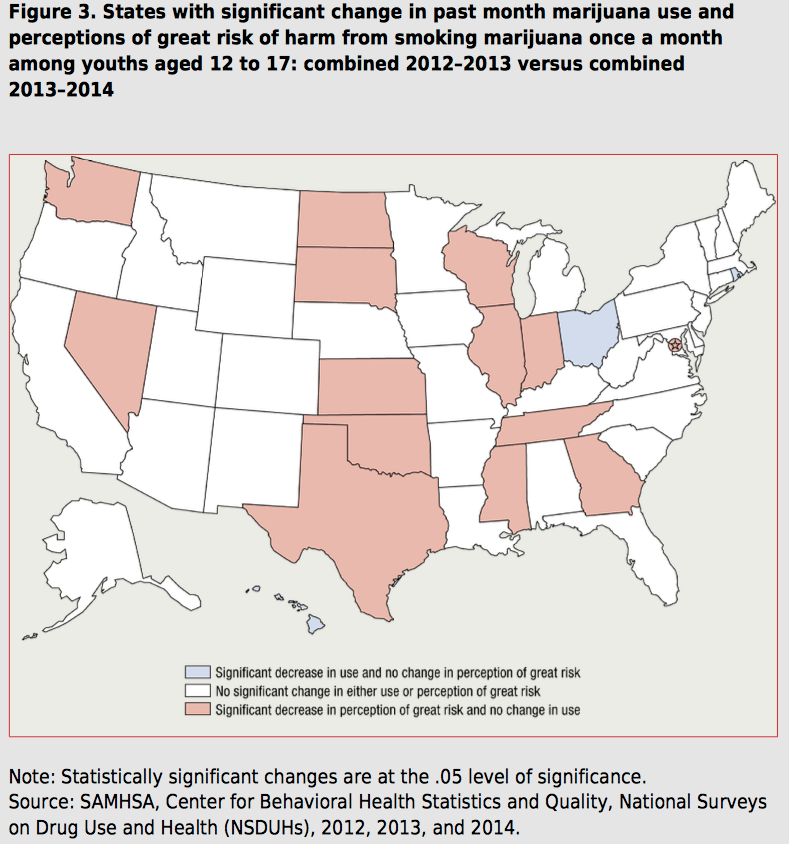 Figure 3. States with significant change in past month marijuana use and
perceptions of great risk of harm from smoking marijuana once a month
among youths aged 12 to 17: combined 2012–2013 versus combined
2013–2014
Significant decrease in use and no change in perception of great risk
No significant change in either use or perception of great risk
Significant decrease in perception of great risk and no change in use
Note: Statistically significant changes are at the .05 level of significance.
Source: SAMHSA, Center for Behavioral Health Statistics and Quality, National Surveys
on Drug Use and Health (NSDUHs), 2012, 2013, and 2014.